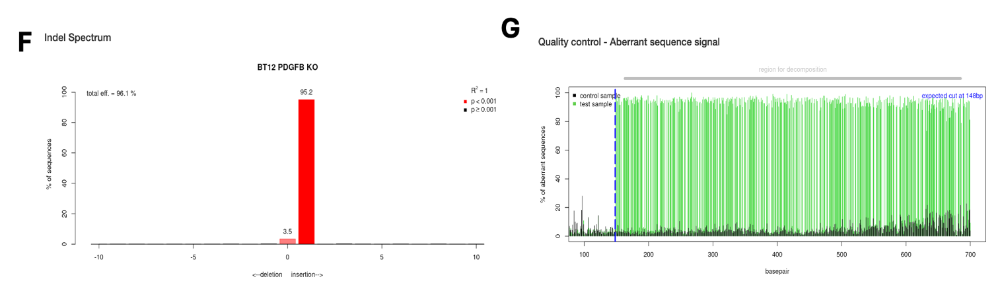 F
Indel Spectrum
BT12 PDGFB KO
total eff. = 96.1 %
R² = 1
p < 0.001
p ≥ 0.001
95.2
3.5
% of sequences
0
20
40
60
80
100
-10
-5
0
5
10
<--deletion insertion-->
G
Quality control - Aberrant sequence signal
region for decomposition
control sample
test sample
expected cut at 148bp
% of aberrant sequences
0
20
40
60
80
100
100
200
300
400
500
600
700
basepair